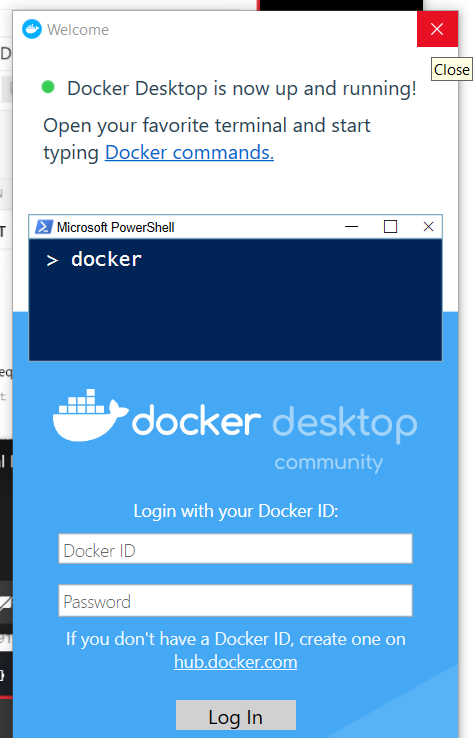 Welcome
Close
Docker Desktop is now up and running!
Open your favorite terminal and start
typing Docker commands.
Microsoft PowerShell
> docker
docker desktop
community
Login with your Docker ID:
Docker ID
Password
If you don't have a Docker ID, create one on
hub.docker.com
Log In